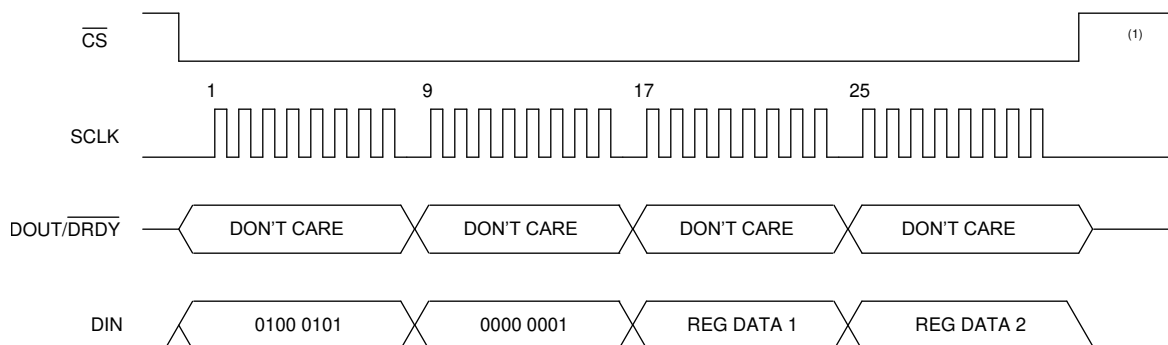 CS (1)
1 9 17 25
SCLK
DOUT/DRDY DON'T CARE DON'T CARE DON'T CARE DON'T CARE
DIN 0100 0101 0000 0001 REG DATA 1 REG DATA 2